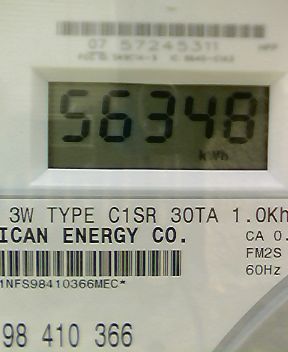 07 57245311
56348
kWh
3W TYPE C1SR 30TA 1.0Kh
ICAN ENERGY CO.
CA 0.
FM2S
60Hz
1NFS98410366MEC*
98 410 366